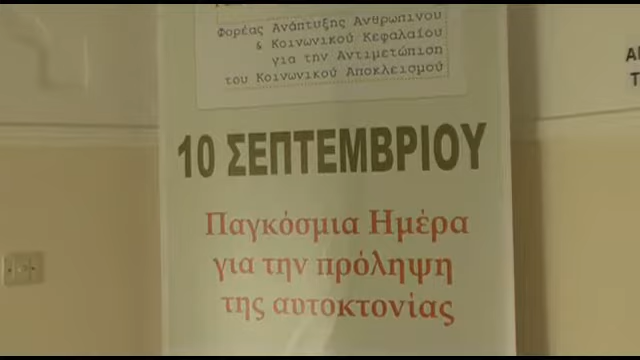 Φορέας Ανάπτυξης Ανθρωπίνου
& Κοινωνικού Κεφαλαίου
για την Αντιμετώπιση
του Κοινωνικού Αποκλεισμού
10 ΣΕΠΤΕΜΒΡΙΟΥ
Παγκόσμια Ημέρα
για την πρόληψη
της αυτοκτονίας